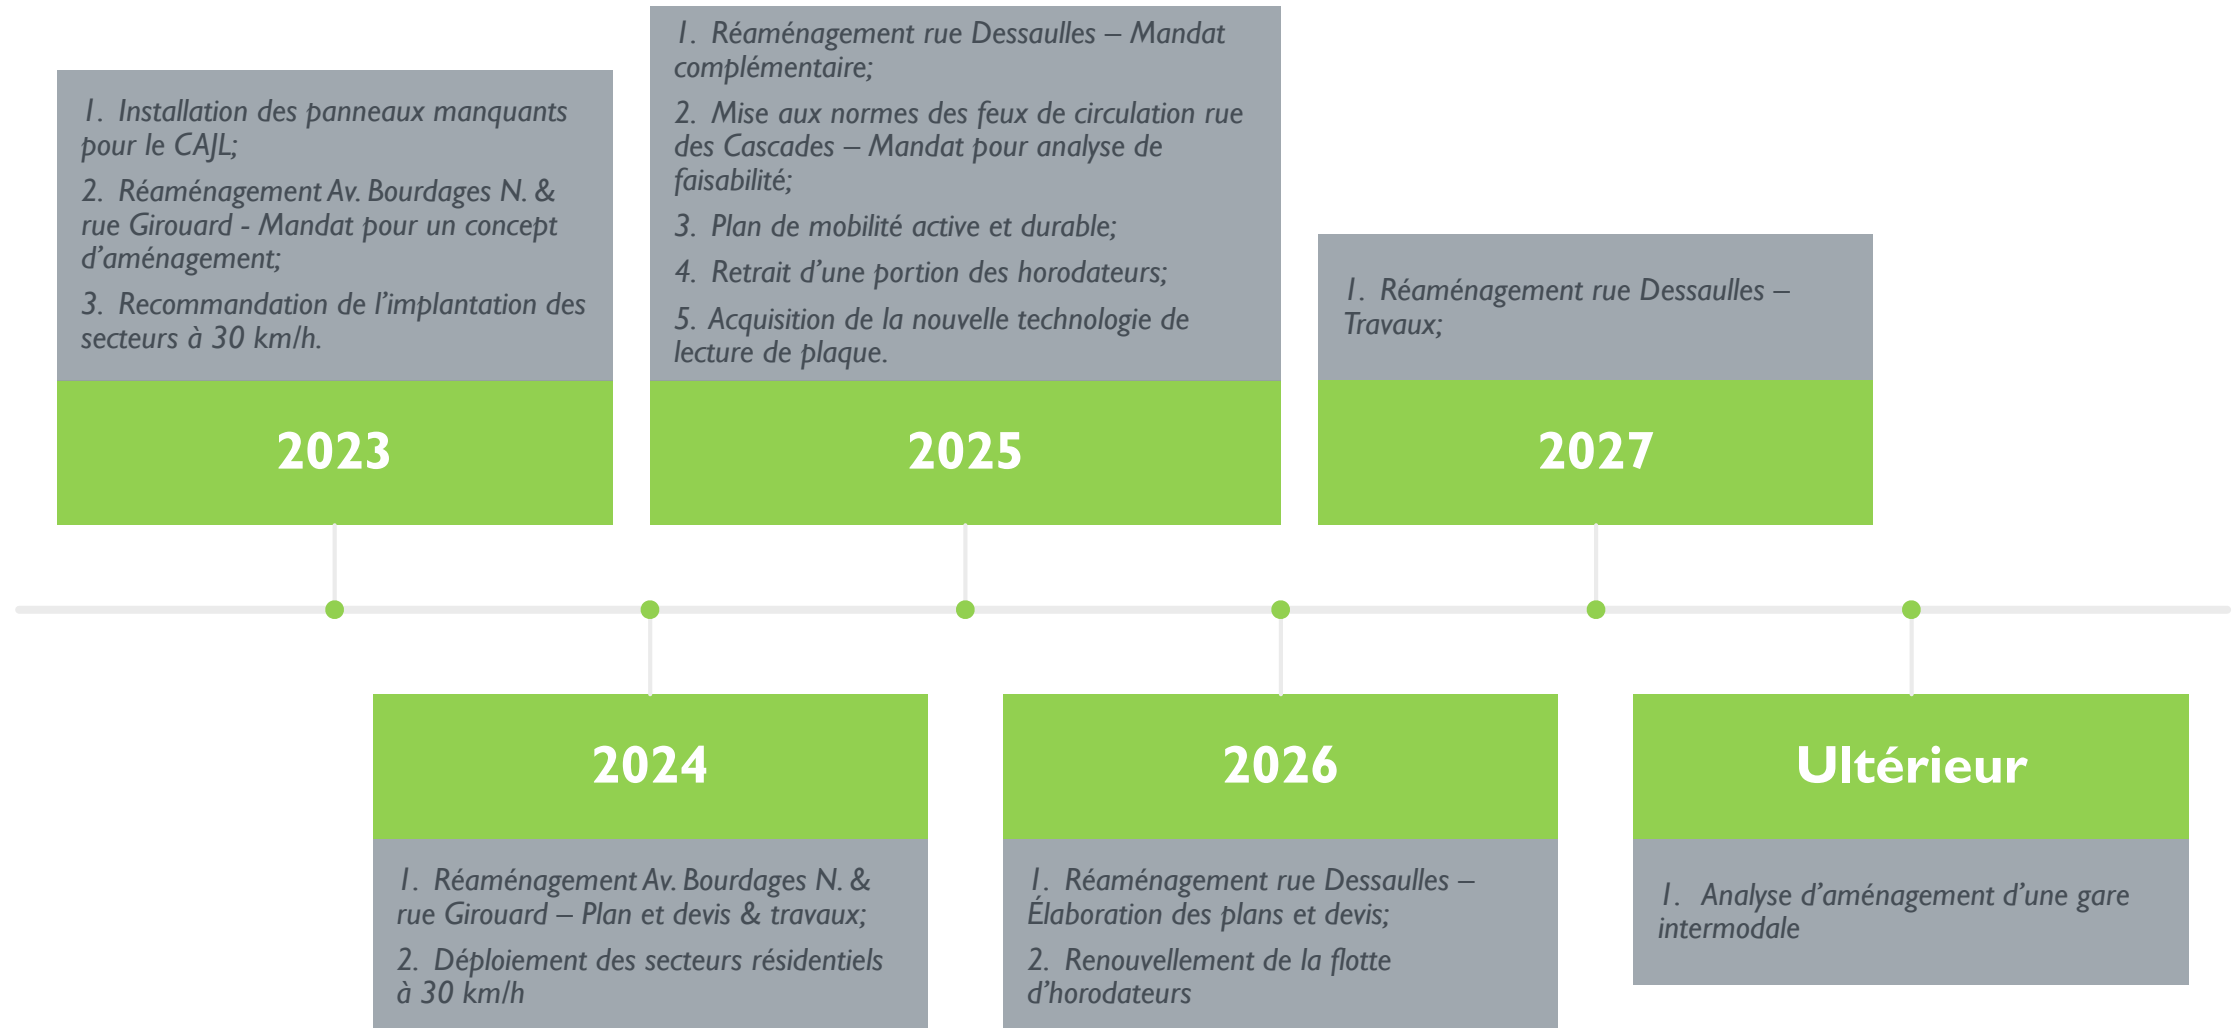 1. Installation des panneaux manquants
pour le CAJL;
2. Réaménagement Av. Bourdages N. &
rue Girouard - Mandat pour un concept
d'aménagement;
3. Recommandation de l'implantation des
secteurs à 30 km/h.
2023
1. Réaménagement rue Dessaulles – Mandat
complémentaire;
2. Mise aux normes des feux de circulation rue
des Cascades – Mandat pour analyse de
faisabilité;
3. Plan de mobilité active et durable;
4. Retrait d'une portion des horodateurs;
5. Acquisition de la nouvelle technologie de
lecture de plaque.
2025
1. Réaménagement rue Dessaulles –
Travaux;
2027
2024
1. Réaménagement Av. Bourdages N. &
rue Girouard – Plan et devis & travaux;
2. Déploiement des secteurs résidentiels
à 30 km/h
2026
1. Réaménagement rue Dessaulles –
Élaboration des plans et devis;
2. Renouvellement de la flotte
d'horodateurs
Ultérieur
1. Analyse d'aménagement d'une gare
intermodale